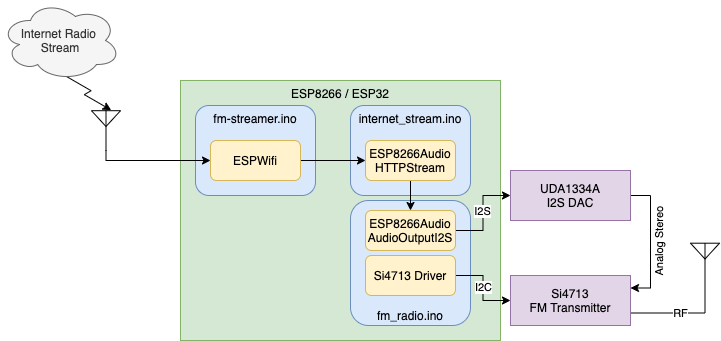 Internet Radio
Stream
ESP8266 / ESP32
fm-streamer.ino
internet_stream.ino
ESPWifi
ESP8266Audio
HTTPStream
ESP8266Audio
AudioOutputI2S
I2S
UDA1334A
I2S DAC
Analog Stereo
Si4713 Driver
I2C
Si4713
FM Transmitter
RF
fm_radio.ino